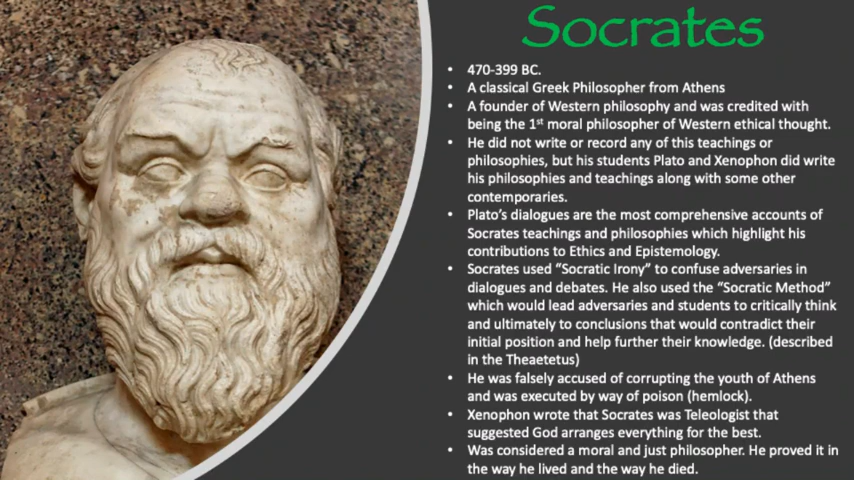 Socrates
• 470-399 BC.
• A classical Greek Philosopher from Athens
• A founder of Western philosophy and was credited with
being the 1st moral philosopher of Western ethical thought.
• He did not write or record any of this teachings or
philosophies, but his students Plato and Xenophon did write
his philosophies and teachings along with some other
contemporaries.
• Plato's dialogues are the most comprehensive accounts of
Socrates teachings and philosophies which highlight his
contributions to Ethics and Epistemology.
• Socrates used "Socratic Irony" to confuse adversaries in
dialogues and debates. He also used the "Socratic Method"
which would lead adversaries and students to critically think
and ultimately to conclusions that would contradict their
initial position and help further their knowledge. (described
in the Theaetetus)
• He was falsely accused of corrupting the youth of Athens
and was executed by way of poison (hemlock).
• Xenophon wrote that Socrates was Teleologist that
suggested God arranges everything for the best.
• Was considered a moral and just philosopher. He proved it in
the way he lived and the way he died.